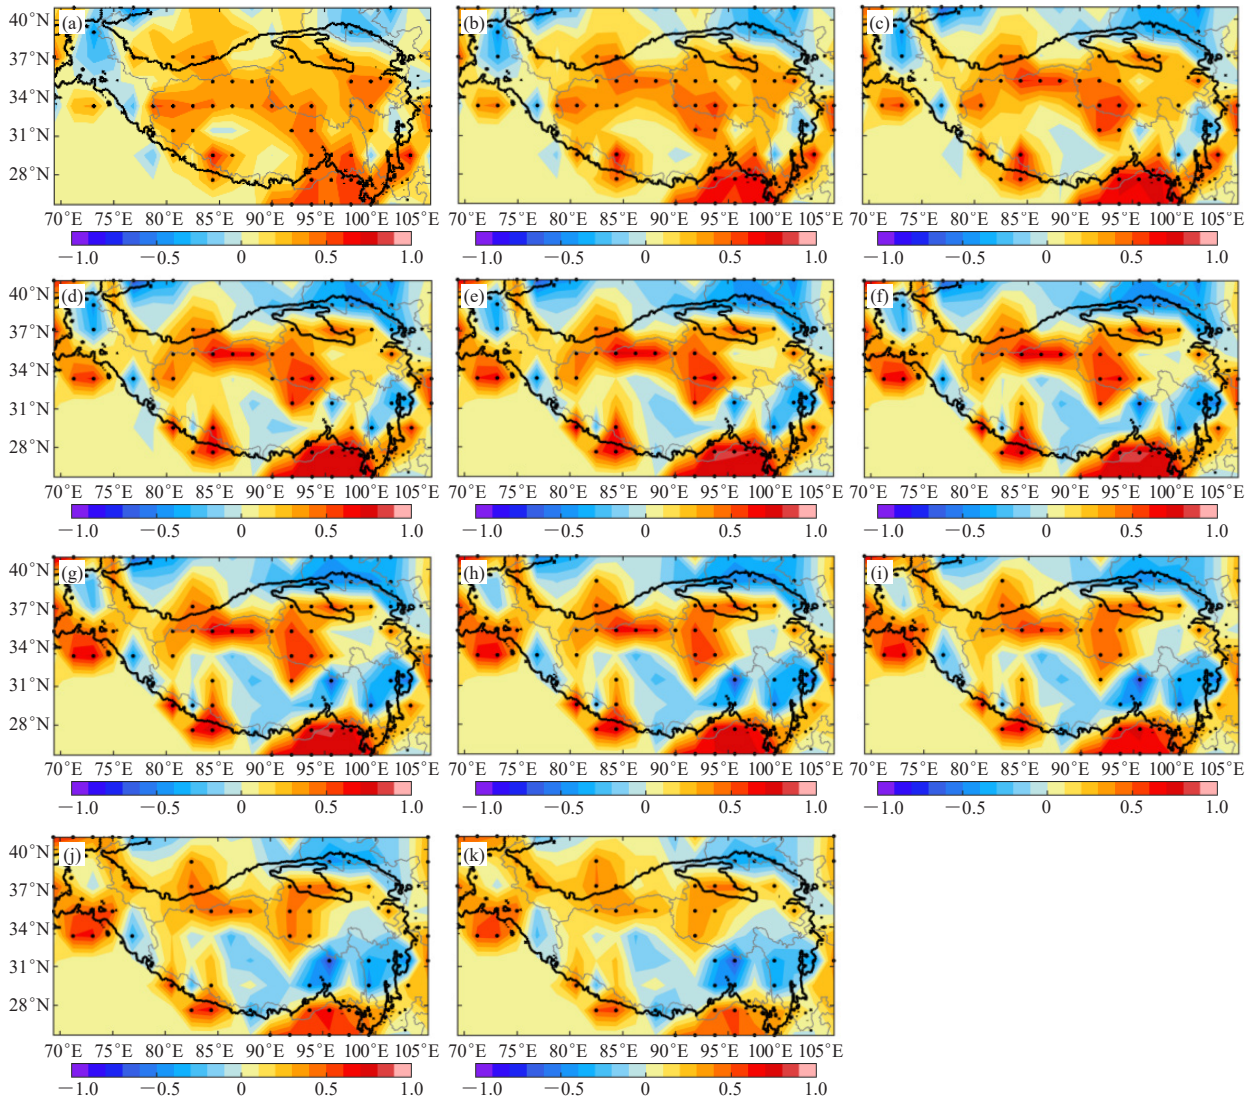 (a) (b) (c)
40°N
37°N
34°N
31°N
28°N
70°E 75°E 80°E 85°E 90°E 95°E 100°E 105°E 70°E 75°E 80°E 85°E 90°E 95°E 100°E 105°E 70°E 75°E 80°E 85°E 90°E 95°E 100°E 105°E
−1.0 −0.5 0 0.5 1.0 −1.0 −0.5 0 0.5 1.0 −1.0 −0.5 0 0.5 1.0
(d) (e) (f)
40°N
37°N
34°N
31°N
28°N
70°E 75°E 80°E 85°E 90°E 95°E 100°E 105°E 70°E 75°E 80°E 85°E 90°E 95°E 100°E 105°E 70°E 75°E 80°E 85°E 90°E 95°E 100°E 105°E
−1.0 −0.5 0 0.5 1.0 −1.0 −0.5 0 0.5 1.0 −1.0 −0.5 0 0.5 1.0
(g) (h) (i)
40°N
37°N
34°N
31°N
28°N
70°E 75°E 80°E 85°E 90°E 95°E 100°E 105°E 70°E 75°E 80°E 85°E 90°E 95°E 100°E 105°E 70°E 75°E 80°E 85°E 90°E 95°E 100°E 105°E
−1.0 −0.5 0 0.5 1.0 −1.0 −0.5 0 0.5 1.0 −1.0 −0.5 0 0.5 1.0
(j) (k)
40°N
37°N
34°N
31°N
28°N
70°E 75°E 80°E 85°E 90°E 95°E 100°E 105°E 70°E 75°E 80°E 85°E 90°E 95°E 100°E 105°E
−1.0 −0.5 0 0.5 1.0 −1.0 −0.5 0 0.5 1.0